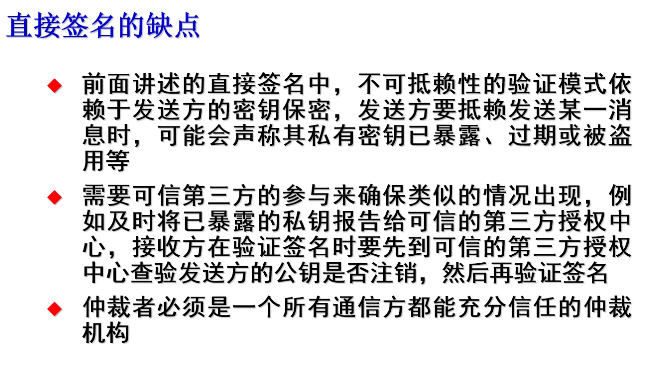 直接签名的缺点
前面讲述的直接签名中，不可抵赖性的验证模式依
赖于发送方的密钥保密，发送方要抵赖发送某一消
息时，可能会声称其私有密钥已暴露、过期或被盗
用等
需要可信第三方的参与来确保类似的情况出现，例
如及时将已暴露的私钥报告给可信的第三方授权中
心，接收方在验证签名时要先到可信的第三方授权
中心查验发送方的公钥是否注销，然后再验证签名
仲裁者必须是一个所有通信方都能充分信任的仲裁
机构